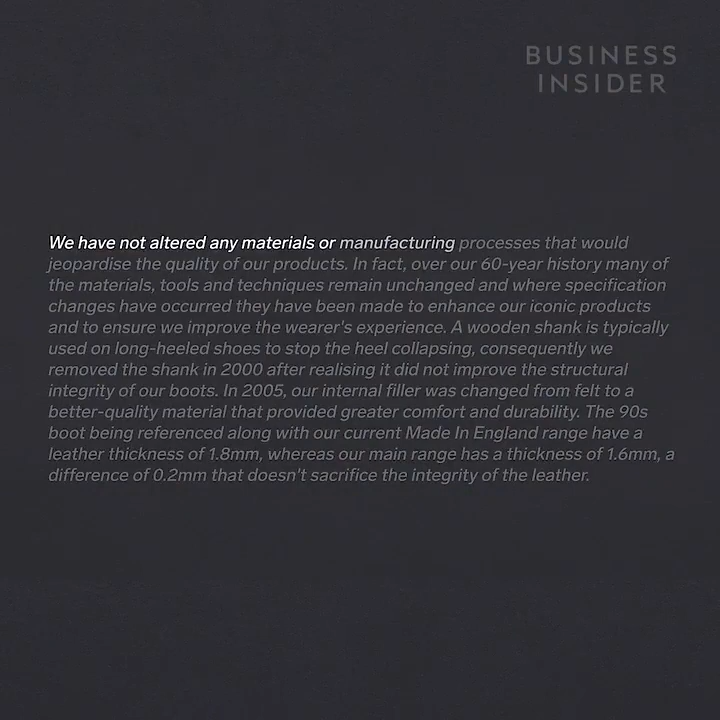 BUSINESS
INSIDER
We have not altered any materials or manufacturing processes that would
jeopardise the quality of our products. In fact, over our 60-year history many of
the materials, tools and techniques remain unchanged and where specification
changes have occurred they have been made to enhance our iconic products
and to ensure we improve the wearer's experience. A wooden shank is typically
used on long-heeled shoes to stop the heel collapsing, consequently we
removed the shank in 2000 after realising it did not improve the structural
integrity of our boots. In 2005, our internal filler was changed from felt to a
better-quality material that provided greater comfort and durability. The 90s
boot being referenced along with our current Made In England range have a
leather thickness of 1.8mm, whereas our main range has a thickness of 1.6mm, a
difference of 0.2mm that doesn't sacrifice the integrity of the leather.